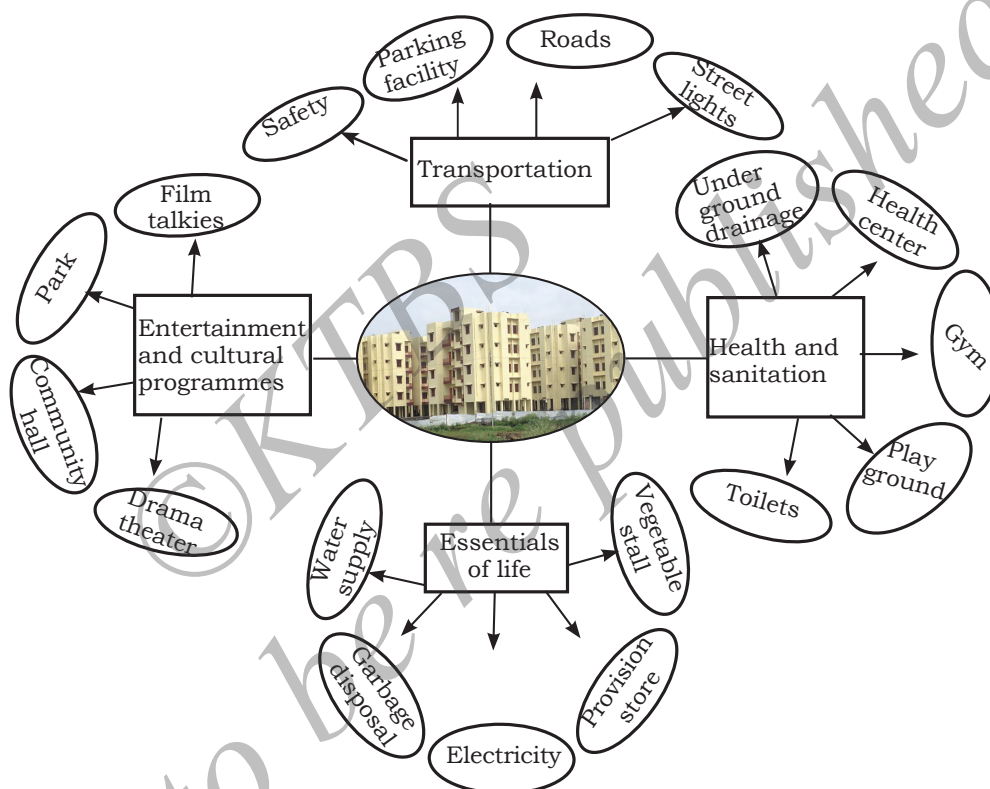 Parking
facility
Roads
Street
lights
Safety
Transportation
Under
ground
drainage
Health
center
Film
talkies
Park
Entertainment
and cultural
programmes
Health and
sanitation
Gym
Community
hall
Drama
theater
Play
ground
Toilets
Water
supply
Essentials
of life
Vegetable
stall
Garbage
disposal
Provision
store
Electricity
©KTBS
to be re published